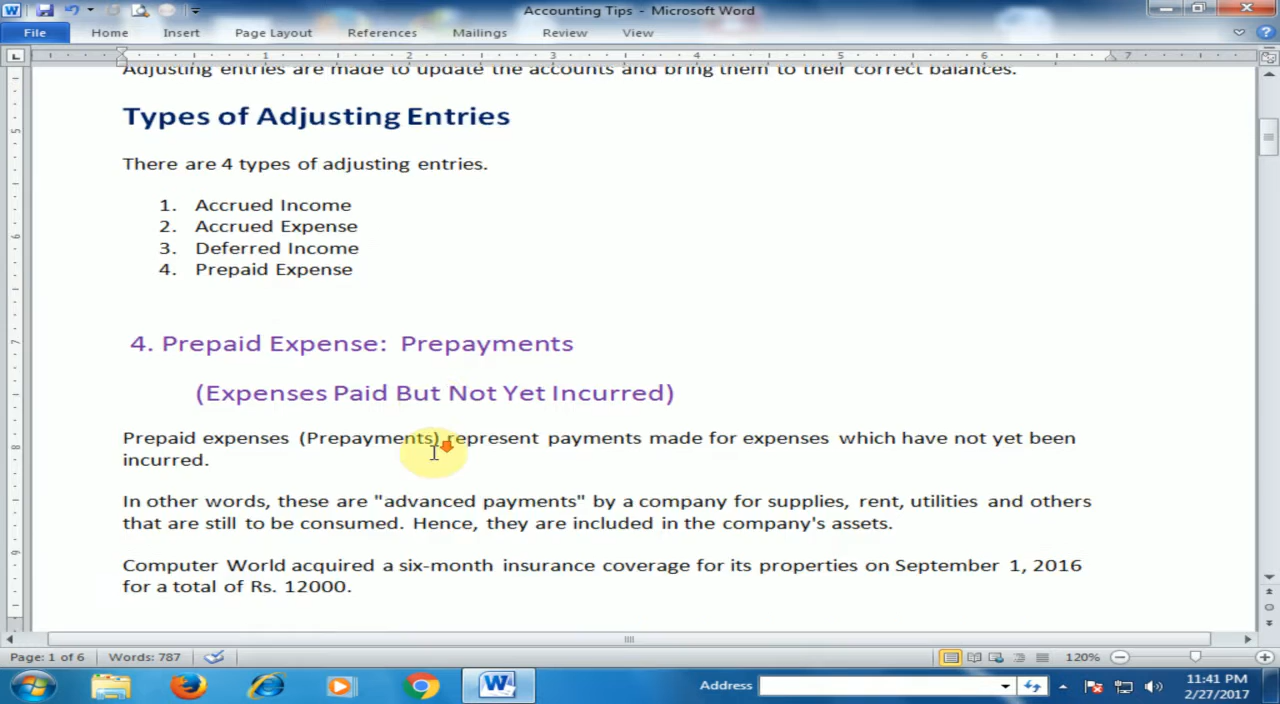 Accounting Tips - Microsoft Word
File Home Insert Page Layout References Mailings Review View
1 2 3 4 5 6 7
Adjusting entries are made to update the accounts and bring them to their correct balances.
Types of Adjusting Entries
There are 4 types of adjusting entries.
1. Accrued Income
2. Accrued Expense
3. Deferred Income
4. Prepaid Expense
4. Prepaid Expense: Prepayments
(Expenses Paid But Not Yet Incurred)
Prepaid expenses (Prepayments) represent payments made for expenses which have not yet been
incurred.
In other words, these are "advanced payments" by a company for supplies, rent, utilities and others
that are still to be consumed. Hence, they are included in the company's assets.
Computer World acquired a six-month insurance coverage for its properties on September 1, 2016
for a total of Rs. 12000.
Page: 1 of 6 Words: 787 120%
Address 11:41 PM
2/27/2017